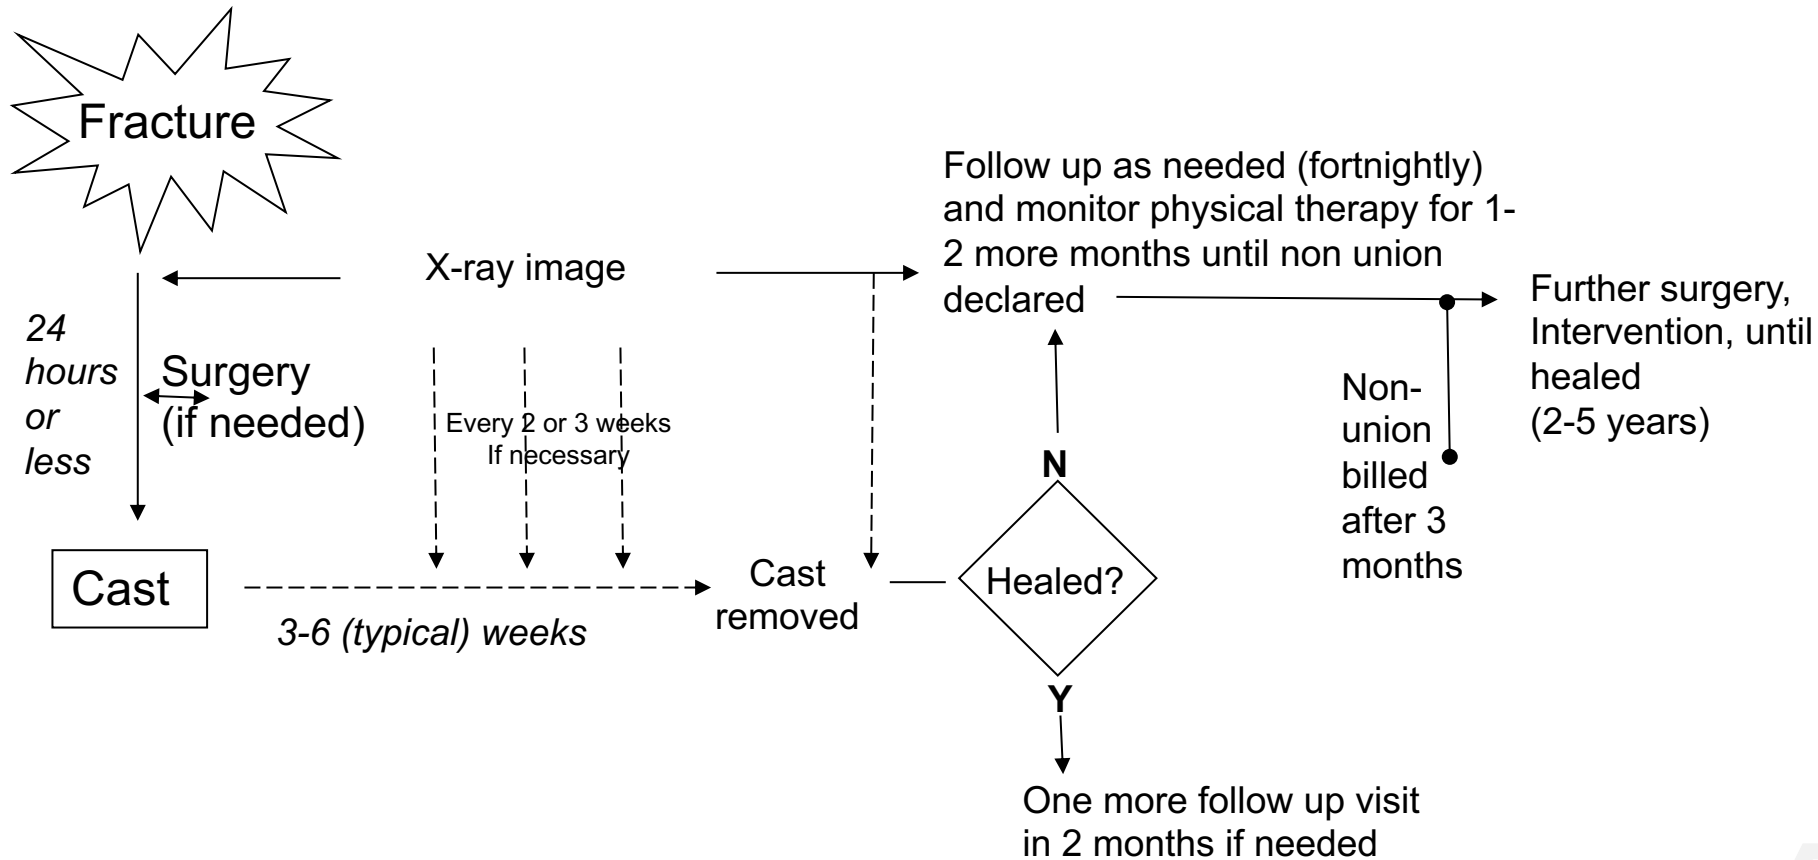 Fracture
X-ray image
24
hours
or
less
Surgery
(if needed)
Every 2 or 3 weeks
If necessary
Cast
3-6 (typical) weeks
Cast
removed
Healed?
N
Y
Follow up as needed (fortnightly)
and monitor physical therapy for 1-
2 more months until non union
declared
Non-
union
billed
after 3
months
Further surgery,
Intervention, until
healed
(2-5 years)
One more follow up visit
in 2 months if needed